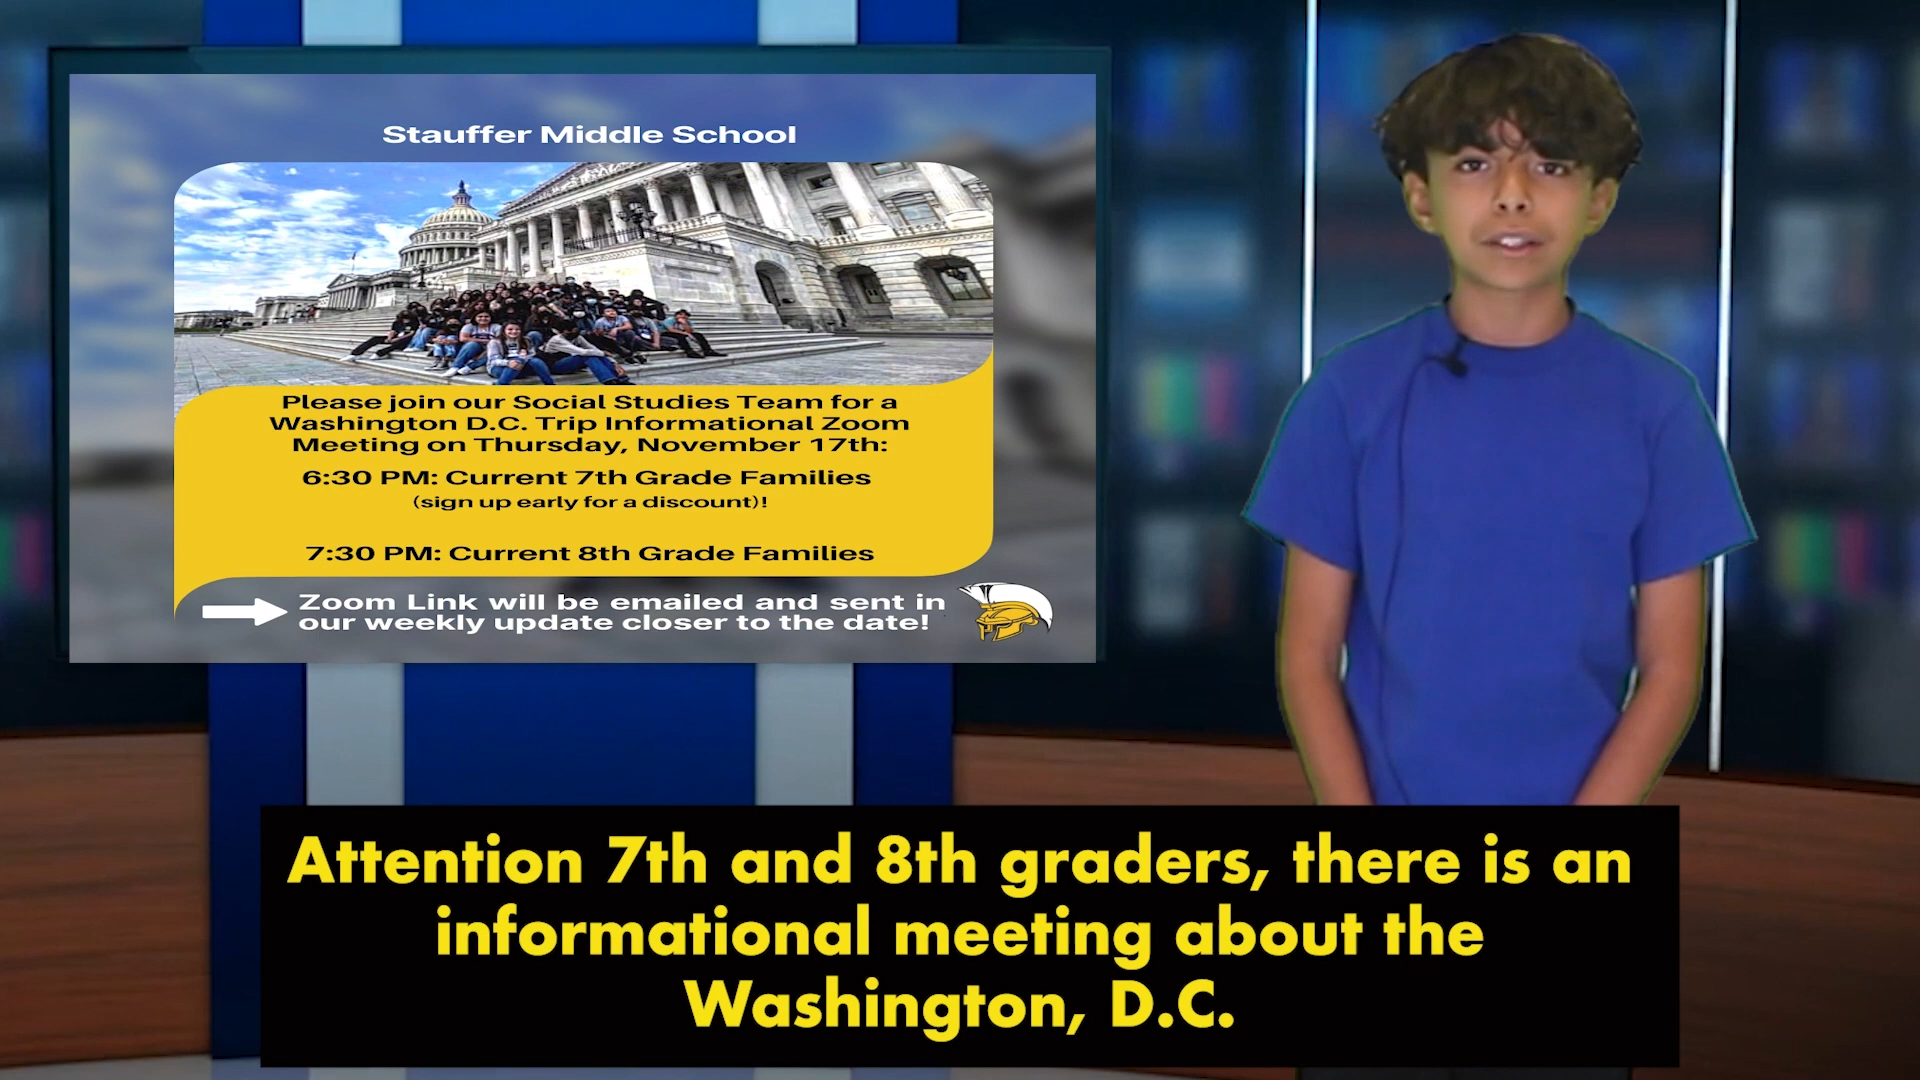 Stauffer Middle School
Please join our Social Studies Team for a
Washington D.C. Trip Informational Zoom
Meeting on Thursday, November 17th:
6:30 PM: Current 7th Grade Families
(sign up early for a discount)!
7:30 PM: Current 8th Grade Families
Zoom Link will be emailed and sent in
our weekly update closer to the date!
Attention 7th and 8th graders, there is an
informational meeting about the
Washington, D.C.